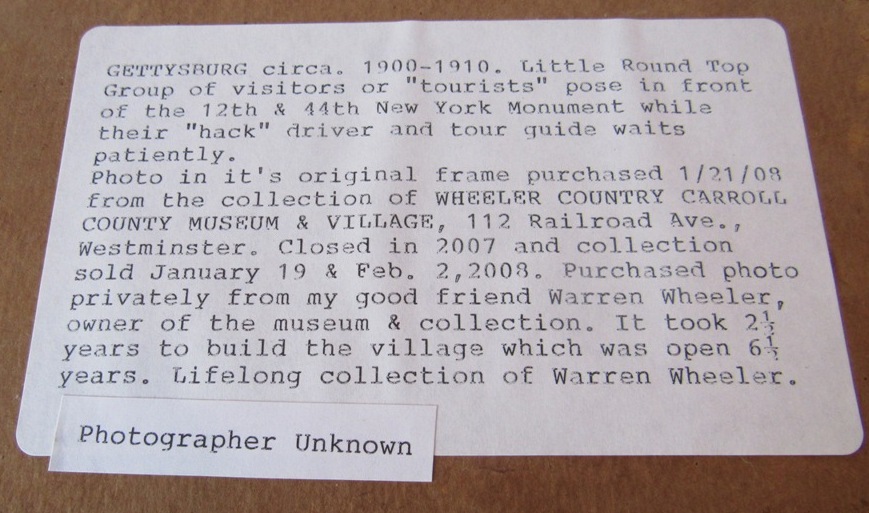 GETTYSBURG circa. 1900-1910. Little Round Top
Group of visitors or "tourists" pose in front
of the 12th & 44th New York Monument while
their "hack" driver and tour guide waits
patiently.
Photo in it's original frame purchased 1/21/08
from the collection of WHEELER COUNTRY CARROLL
COUNTY MUSEUM & VILLAGE, 112 Railroad Ave.,
Westminster. Closed in 2007 and collection
sold January 19 & Feb. 2,2008. Purchased photo
privately from my good friend Warren Wheeler,
owner of the museum & collection. It took 2½
years to build the village which was open 6½
years. Lifelong collection of Warren Wheeler.
Photographer Unknown